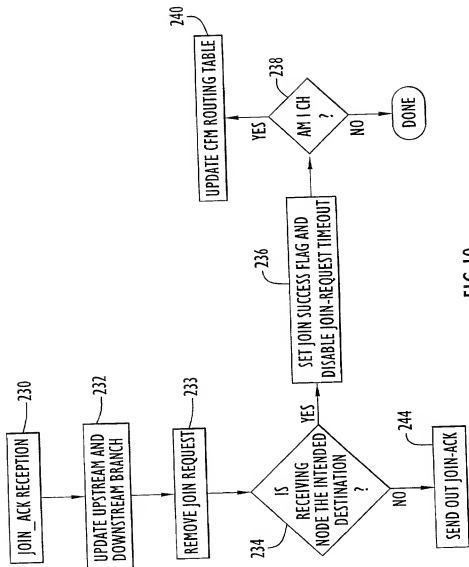 230
JOIN_ACK RECEPTION
232
UPDATE UPSTREAM AND
DOWNSTREAM BRANCH
233
REMOVE JOIN REQUEST
234
IS
RECEIVING
NODE THE INTENDED
DESTINATION
?
YES
NO
244
SEND OUT JOIN-ACK
236
SET JOIN SUCCESS FLAG AND
DISABLE JOIN-REQUEST TIMEOUT
238
AM I CH
?
YES
NO
240
UPDATE CFM ROUTING TABLE
DONE